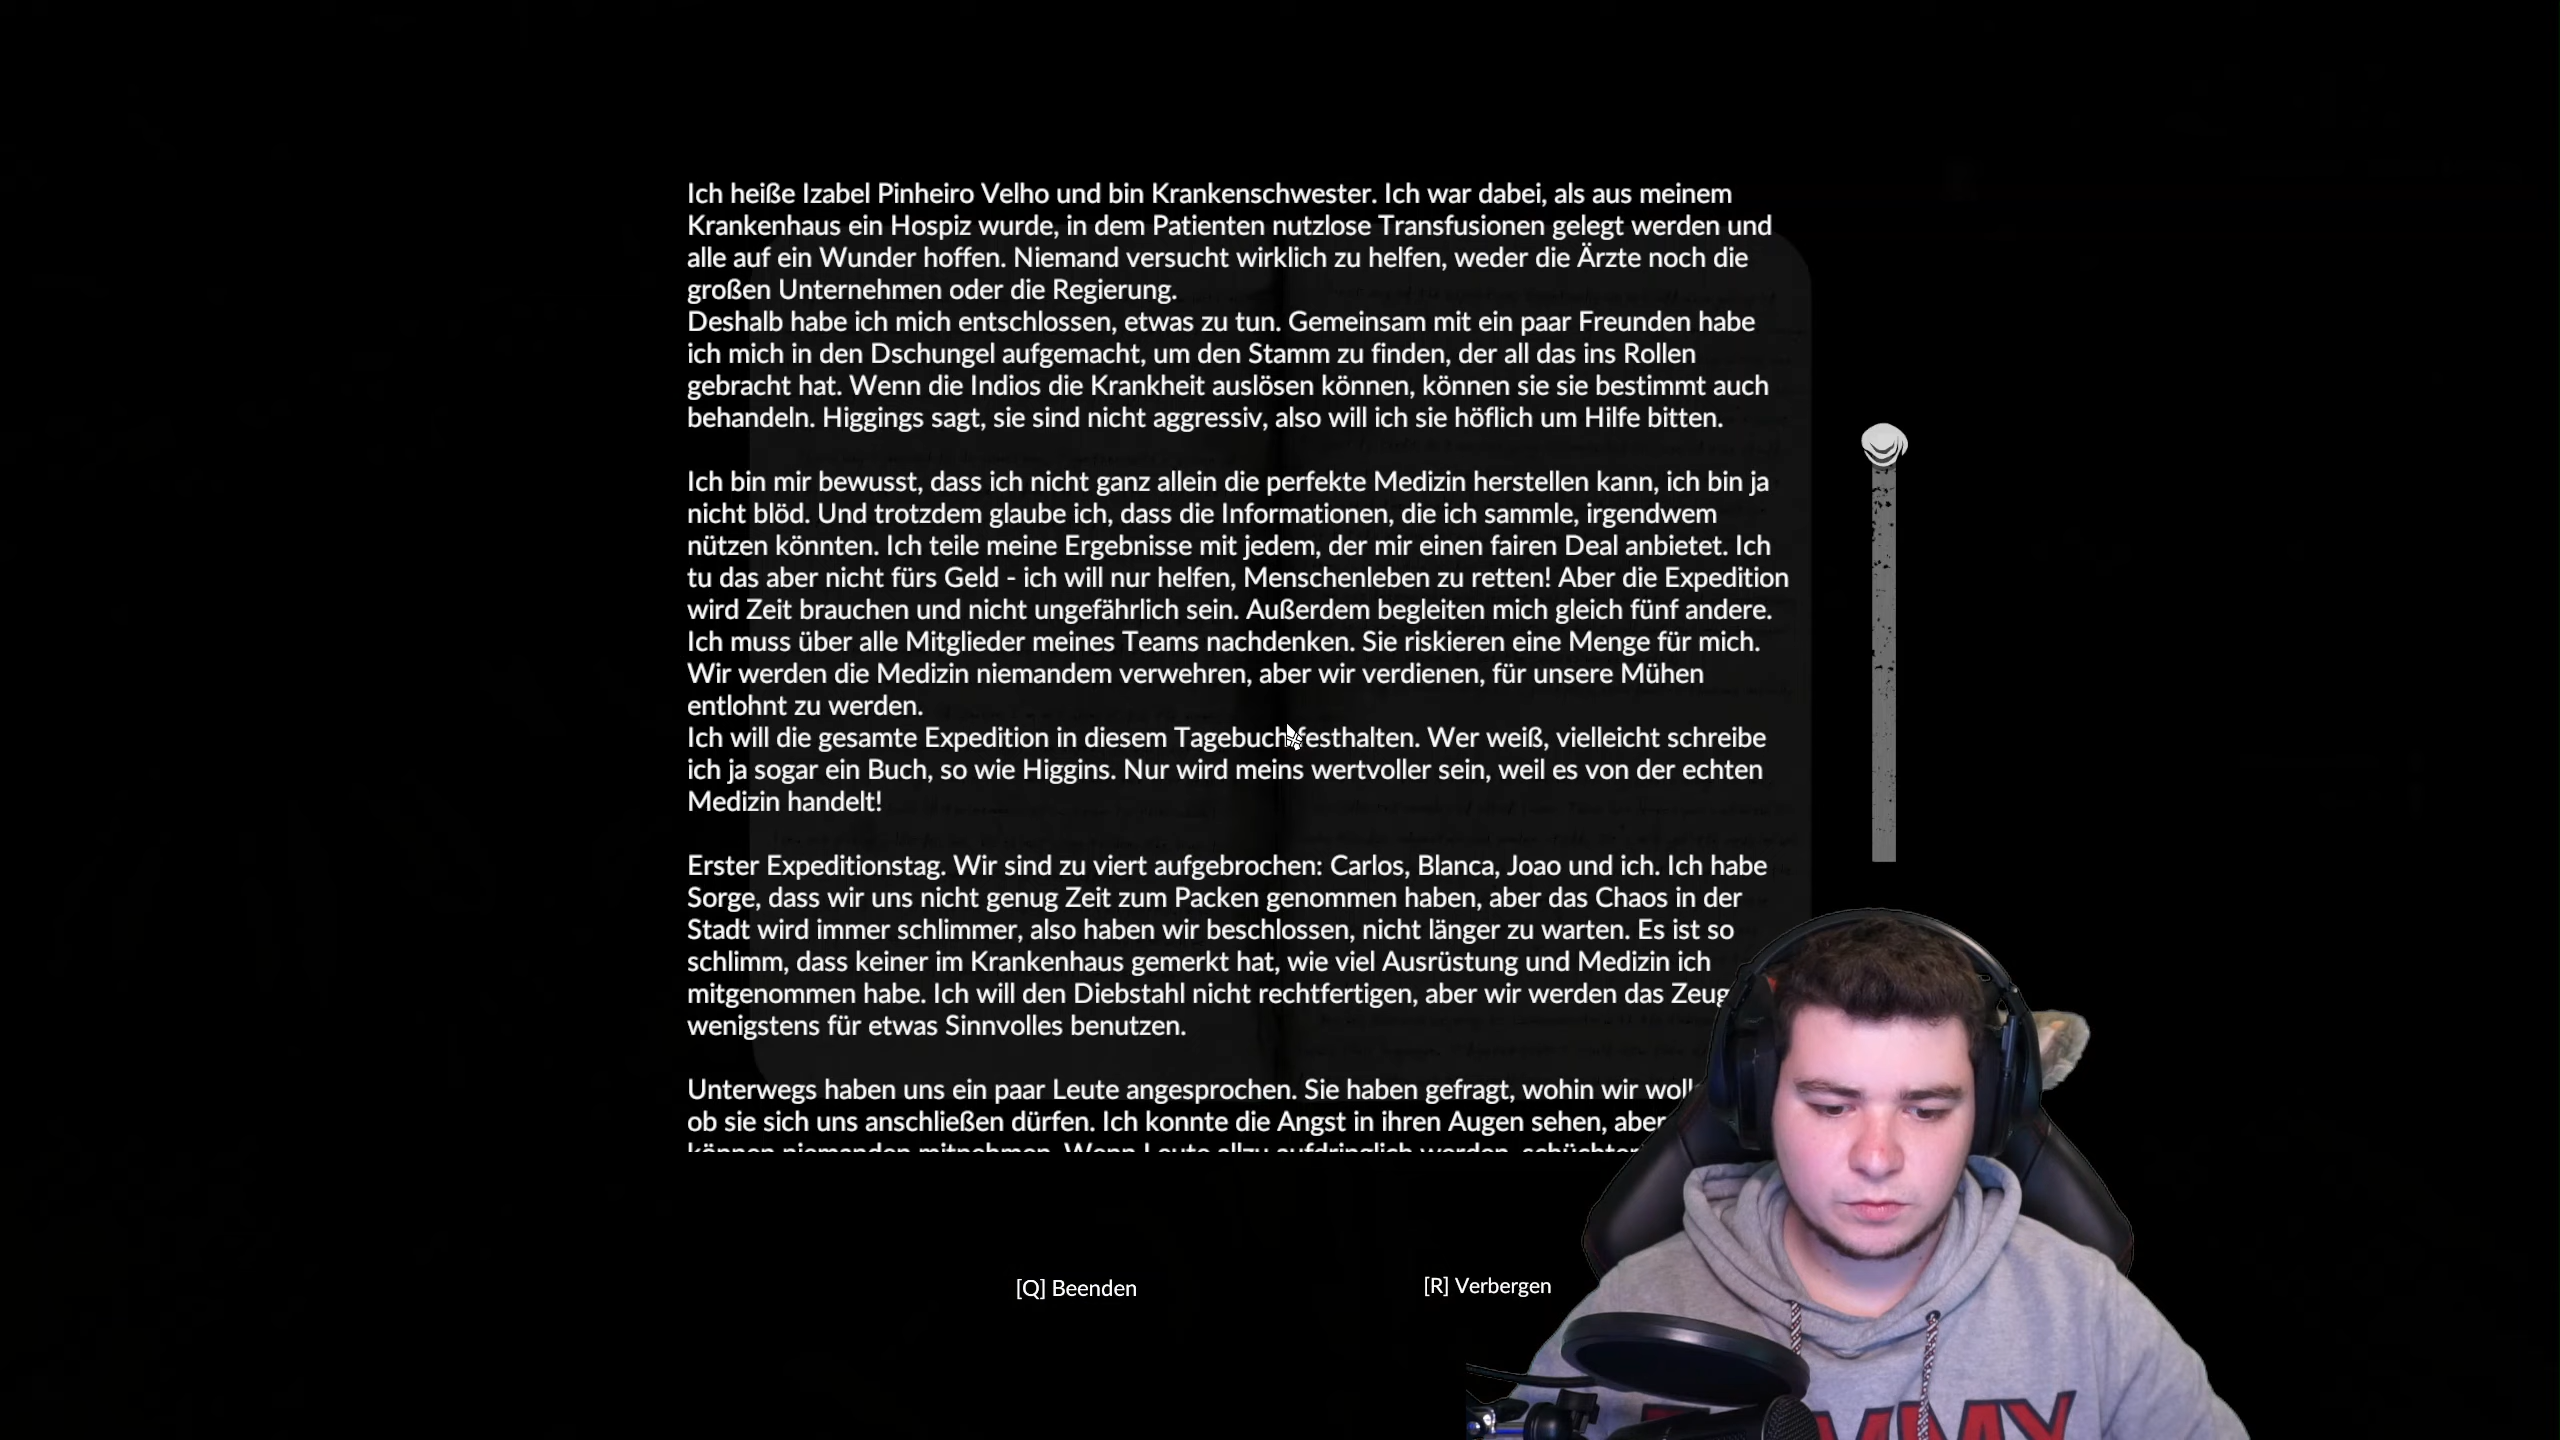 Ich heiße Izabel Pinheiro Velho und bin Krankenschwester. Ich war dabei, als aus meinem
Krankenhaus ein Hospiz wurde, in dem Patienten nutzlose Transfusionen gelegt werden und
alle auf ein Wunder hoffen. Niemand versucht wirklich zu helfen, weder die Ärzte noch die
großen Unternehmen oder die Regierung.
Deshalb habe ich mich entschlossen, etwas zu tun. Gemeinsam mit ein paar Freunden habe
ich mich in den Dschungel aufgemacht, um den Stamm zu finden, der all das ins Rollen
gebracht hat. Wenn die Indios die Krankheit auslösen können, können sie sie bestimmt auch
behandeln. Higgings sagt, sie sind nicht aggressiv, also will ich sie höflich um Hilfe bitten.
Ich bin mir bewusst, dass ich nicht ganz allein die perfekte Medizin herstellen kann, ich bin ja
nicht blöd. Und trotzdem glaube ich, dass die Informationen, die ich sammle, irgendwem
nützen könnten. Ich teile meine Ergebnisse mit jedem, der mir einen fairen Deal anbietet. Ich
tu das aber nicht fürs Geld - ich will nur helfen, Menschenleben zu retten! Aber die Expedition
wird Zeit brauchen und nicht ungefährlich sein. Außerdem begleiten mich gleich fünf andere.
Ich muss über alle Mitglieder meines Teams nachdenken. Sie riskieren eine Menge für mich.
Wir werden die Medizin niemandem verwehren, aber wir verdienen, für unsere Mühen
entlohnt zu werden.
Ich will die gesamte Expedition in diesem Tagebuch festhalten. Wer weiß, vielleicht schreibe
ich ja sogar ein Buch, so wie Higgins. Nur wird meins wertvoller sein, weil es von der echten
Medizin handelt!
Erster Expeditionstag. Wir sind zu viert aufgebrochen: Carlos, Blanca, Joao und ich. Ich habe
Sorge, dass wir uns nicht genug Zeit zum Packen genommen haben, aber das Chaos in der
Stadt wird immer schlimmer, also haben wir beschlossen, nicht länger zu warten. Es ist so
schlimm, dass keiner im Krankenhaus gemerkt hat, wie viel Ausrüstung und Medizin ich
mitgenommen habe. Ich will den Diebstahl nicht rechtfertigen, aber wir werden das Zeug
wenigstens für etwas Sinnvolles benutzen.
Unterwegs haben uns ein paar Leute angesprochen. Sie haben gefragt, wohin wir
ob sie sich uns anschließen dürfen. Ich konnte die Angst in ihren Augen sehen, aber
können niemanden mitnehmen. Wenn Leute allzu aufdringlich werden,
[Q] Beenden
[R] Verbergen